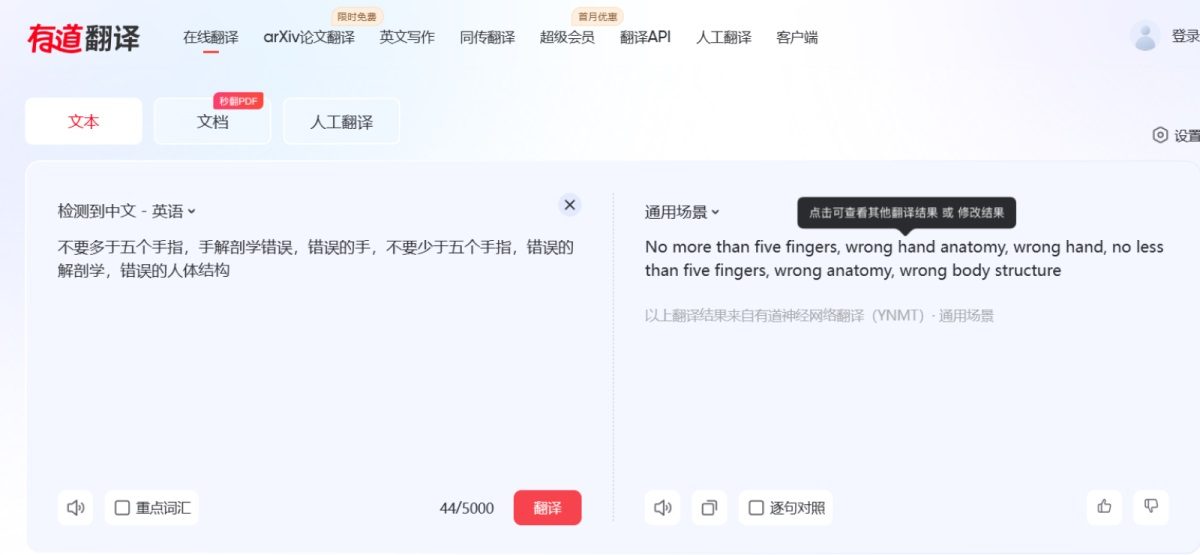 限时免费 首月优惠
有道翻译 在线翻译 arXiv论文翻译 英文写作 同传翻译 超级会员 翻译API 人工翻译 客户端 登录
秒翻PDF
文本 文档 人工翻译
设置
检测到中文 - 英语
不要多于五个手指，手解剖学错误，错误的手，不要少于五个手指，错误的
解剖学，错误的人体结构
重点词汇 44/5000 翻译
通用场景
点击可查看其他翻译结果 或 修改结果
No more than five fingers, wrong hand anatomy, wrong hand, no less
than five fingers, wrong anatomy, wrong body structure
以上翻译结果来自有道神经网络翻译（YNMT）· 通用场景
逐句对照